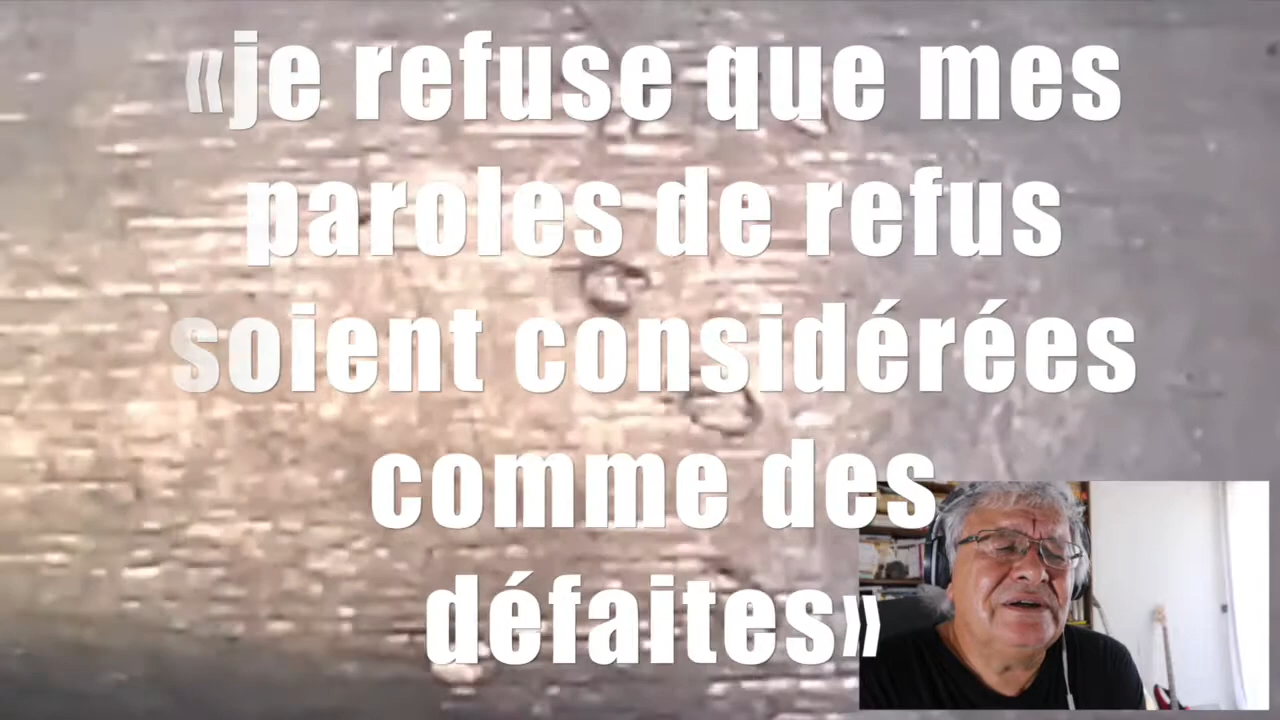 «je refuse que mes
paroles de refus
soient considérées
comme des
défaites»